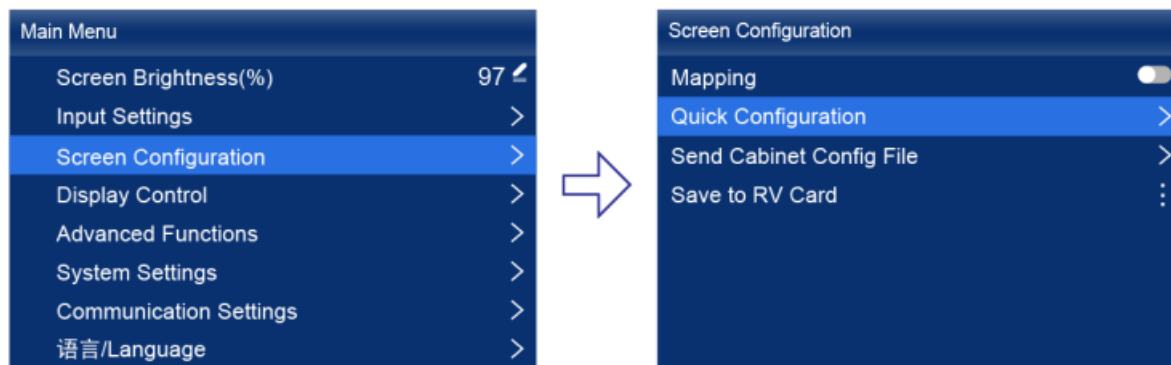 Main Menu
Screen Brightness(%) 97
Input Settings
Screen Configuration
Display Control
Advanced Functions
System Settings
Communication Settings
语言/Language
Screen Configuration
Mapping
Quick Configuration
Send Cabinet Config File
Save to RV Card